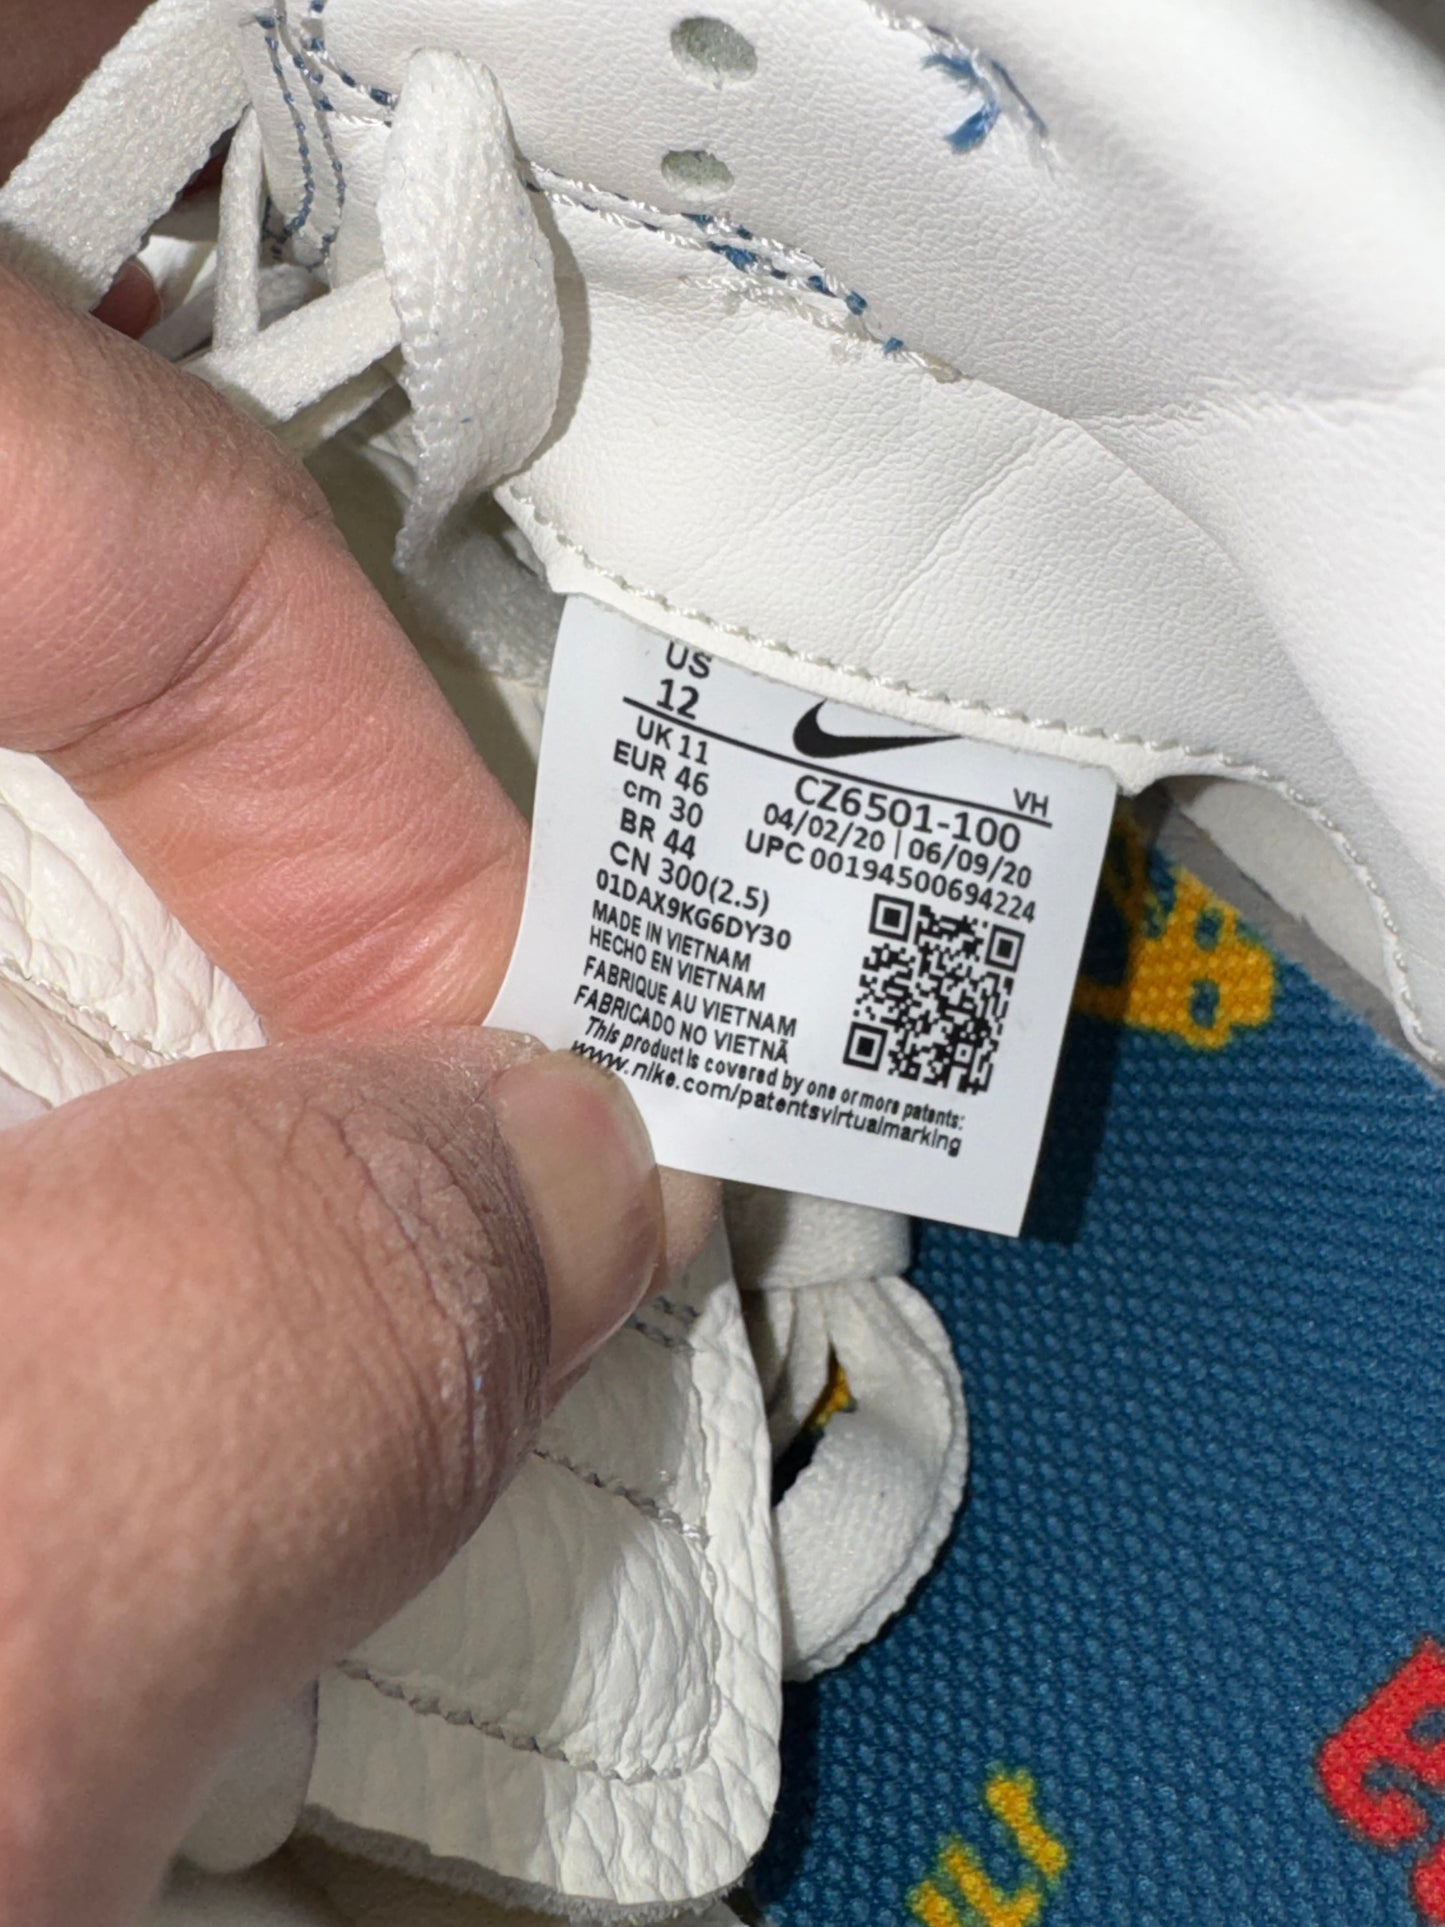 US
12
UK 11
EUR 46
cm 30
BR 44
CN 300(2.5)
01DAX9KG6DY30
MADE IN VIETNAM
HECHO EN VIETNAM
FABRIQUE AU VIETNAM
FABRICADO NO VIETNÃ
This product is covered by one or more patents:
www.nike.com/patentsvirtualmarking
VH
CZ6501-100
04/02/20 | 06/09/20
UPC 00194500694224